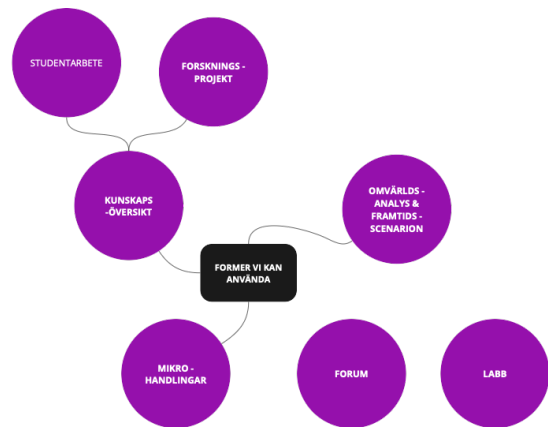 STUDENTARBETE
FORSKNINGS -
PROJEKT
KUNSKAPS
-ÖVERSIKT
OMVÄRLDS -
ANALYS &
FRAMTIDS -
SCENARION
FORMER VI KAN
ANVÄNDA
MIKRO -
HANDLINGAR
FORUM
LABB